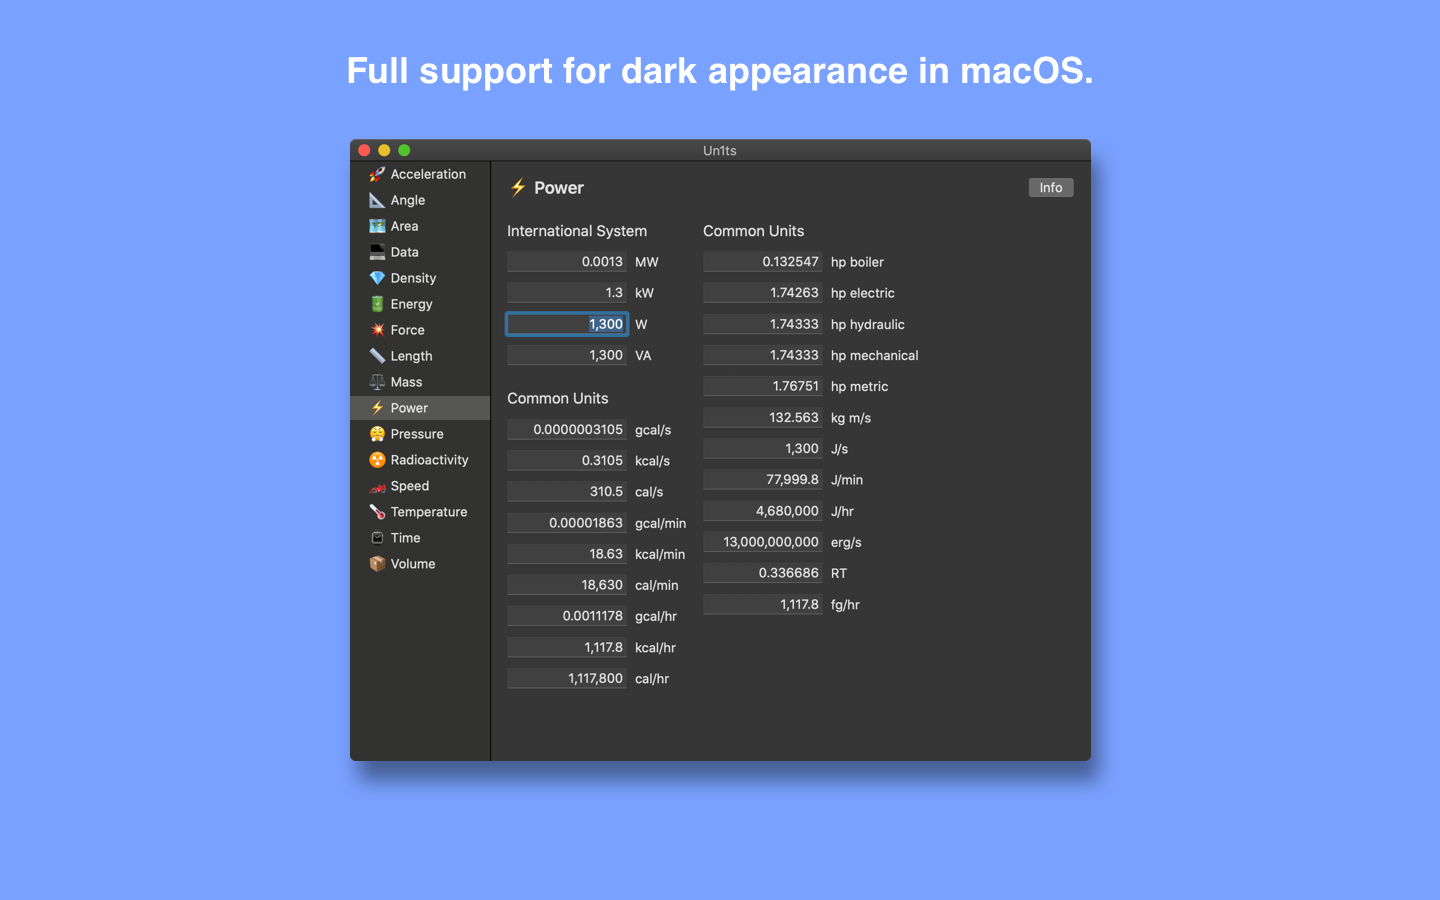 Full support for dark appearance in macOS.
Un1ts
Acceleration
Angle
Area
Data
Density
Energy
Force
Length
Mass
Power
Pressure
Radioactivity
Speed
Temperature
Time
Volume
Power
Info
International System
0.0013 MW
1.3 kW
1,300 W
1,300 VA
Common Units
0.0000003105 gcal/s
0.3105 kcal/s
310.5 cal/s
0.00001863 gcal/min
18.63 kcal/min
18,630 cal/min
0.0011178 gcal/hr
1,117.8 kcal/hr
1,117,800 cal/hr
Common Units
0.132547 hp boiler
1.74263 hp electric
1.74333 hp hydraulic
1.74333 hp mechanical
1.76751 hp metric
132.563 kg m/s
1,300 J/s
77,999.8 J/min
4,680,000 J/hr
13,000,000,000 erg/s
0.336686 RT
1,117.8 fg/hr